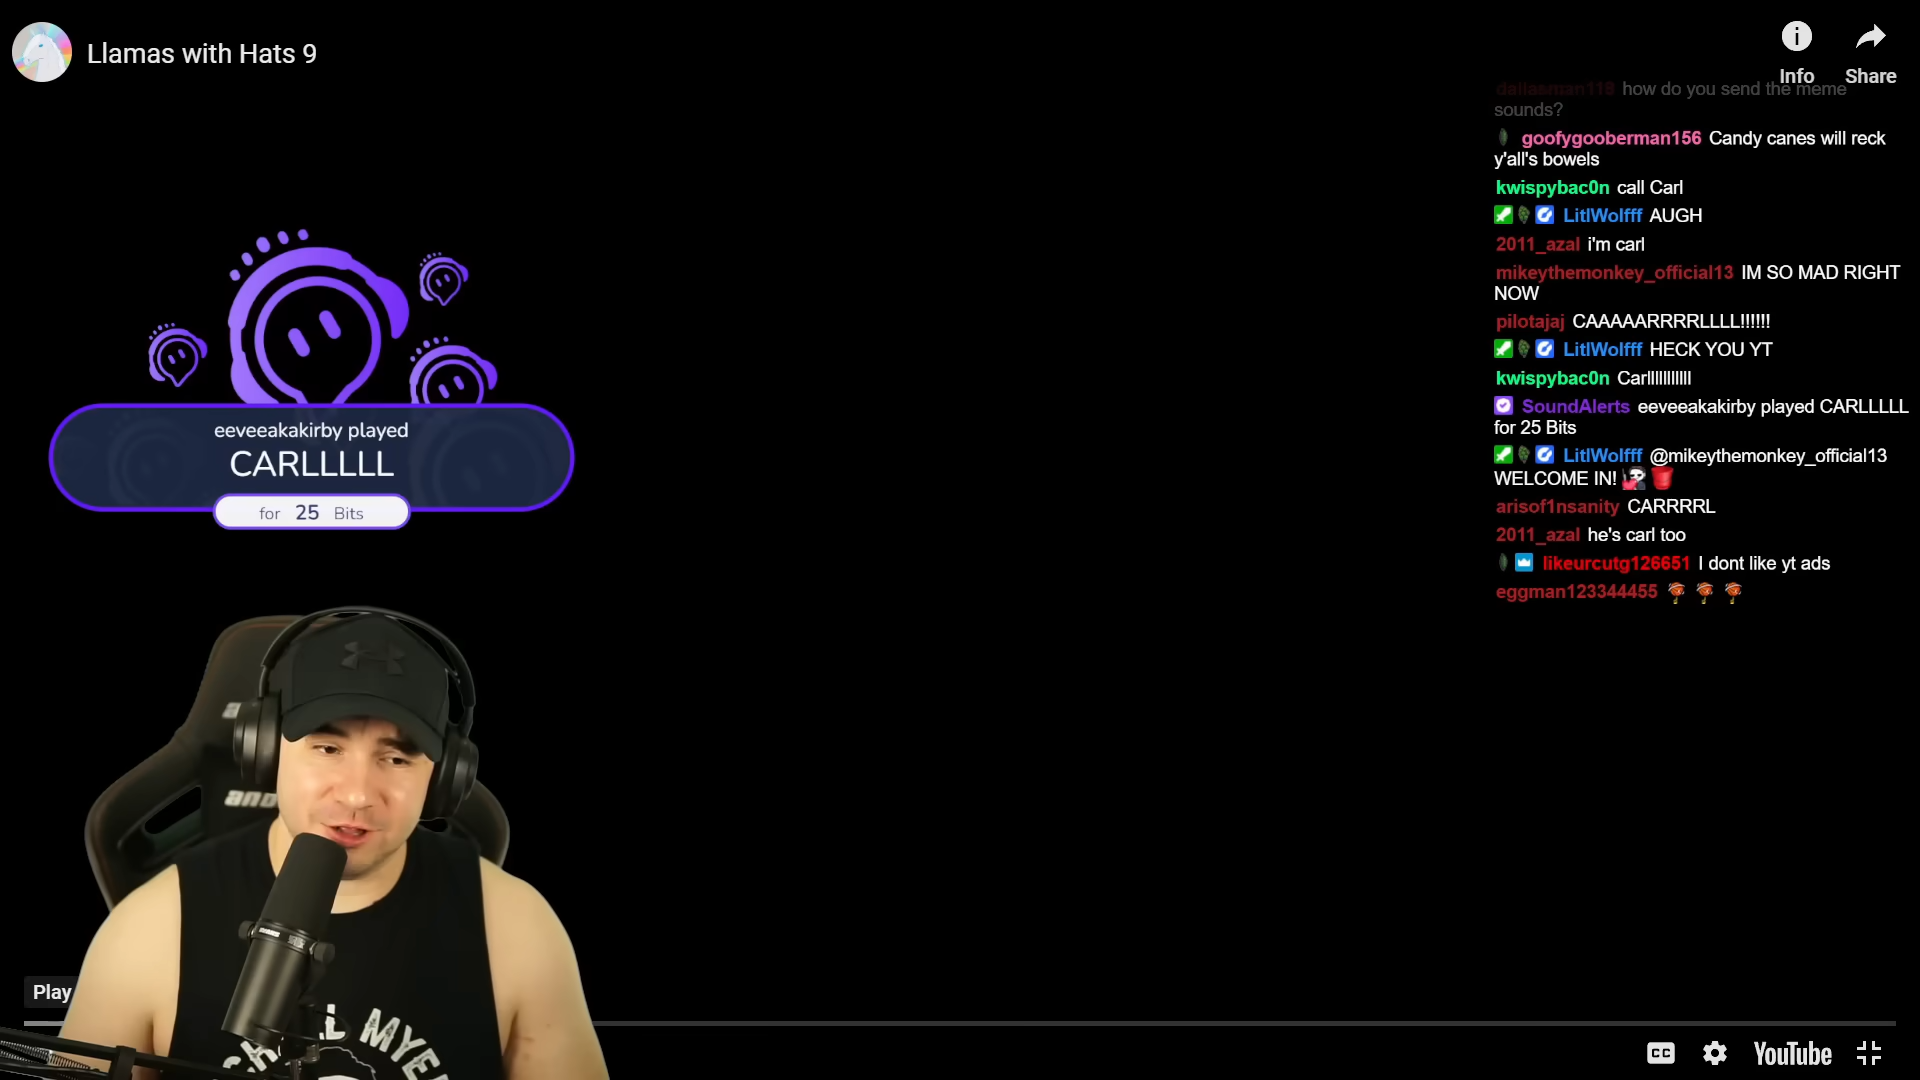 Llamas with Hats 9
Info
Share
dallasman118 how do you send the meme
sounds?
goofygooberman156 Candy canes will reck
y'all's bowels
kwispybac0n call Carl
LitlWolfff AUGH
2011_azal i'm carl
mikeythemonkey_official13 IM SO MAD RIGHT
NOW
pilotajaj CAAAAARRRRLLLL!!!!!!
LitlWolfff HECK YOU YT
kwispybac0n Carlllllllllll
SoundAlerts eeveeakakirby played CARLLLLL
for 25 Bits
LitlWolfff @mikeythemonkey_official13
WELCOME IN!
arisof1nsanity CARRRRL
2011_azal he's carl too
likeurcutg126651 I dont like yt ads
eggman123344455
eeveeakakirby played
CARLLLLL
for 25 Bits
Play
CC
YouTube